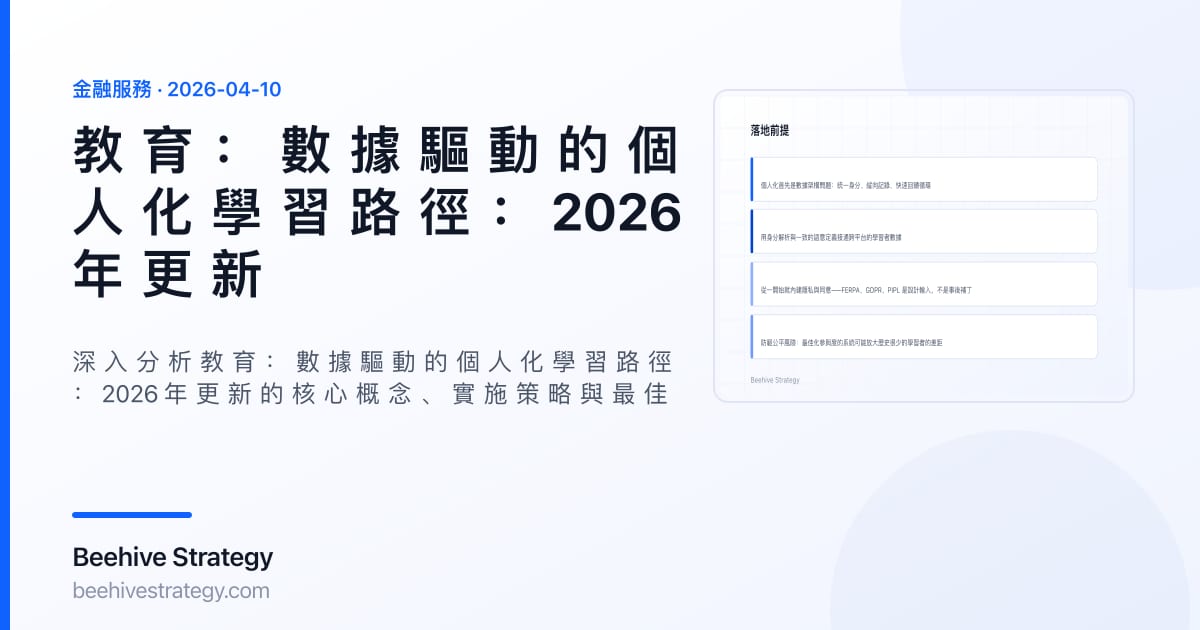 金融服務 · 2026-04-10
教育：數據驅動的個
人化學習路徑：2026
年更新
深入分析教育：數據驅動的個人化學習路徑
：2026年更新的核心概念、實施策略與最佳
Beehive Strategy
beehivestrategy.com
落地前提
個人化首先是數據架構問題：統一身分、縱向記錄、快速回饋循環
用身分解析與一致的語意定義接通跨平台的學習者數據
從一開始就內建隱私與同意——FERPA、GDPR、PIPL 是設計輸入，不是事後補丁
防範公平風險：最佳化參與度的系統可能放大歷史很少的學習者的差距
Beehive Strategy